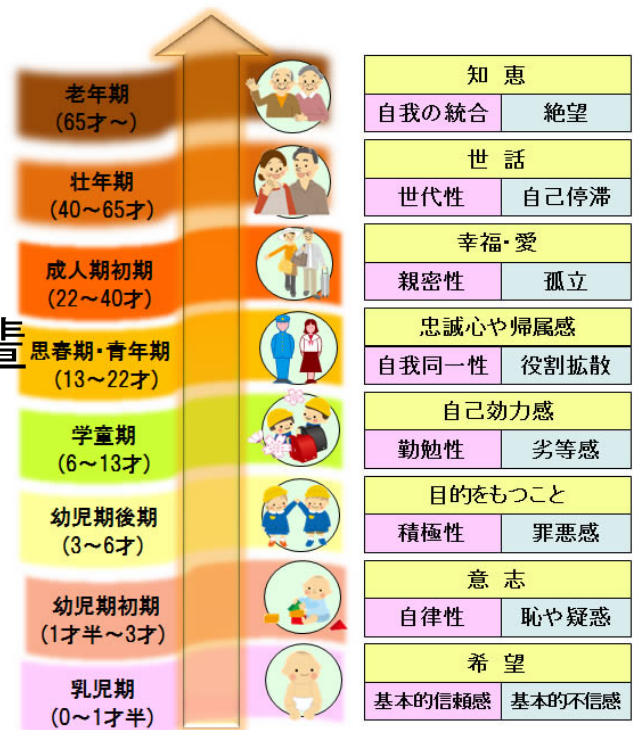 老年期
(65才～)
知 恵
自我の統合 絶望
壮年期
(40～65才)
世 話
世代性 自己停滞
成人期初期
(22～40才)
幸福・愛
親密性 孤立
思春期・青年期
(13～22才)
忠誠心や帰属感
自我同一性 役割拡散
学童期
(6～13才)
自己効力感
勤勉性 劣等感
幼児期後期
(3～6才)
目的をもつこと
積極性 罪悪感
幼児期初期
(1才半～3才)
意 志
自律性 恥や疑惑
乳児期
(0～1才半)
希 望
基本的信頼感 基本的不信感